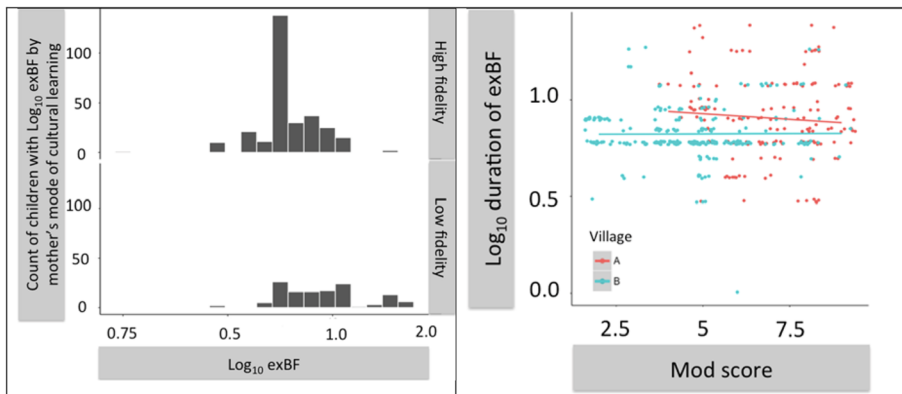 Count of children with Log10 exBF by
mother's mode of cultural learning
100
50
0
High fidelity
100
50
0
Low fidelity
0.75
0.5
1.0
2.0
Log10 exBF
Log10 duration of exBF
1.0
0.5
0.0
Village
A
B
2.5
5
7.5
Mod score